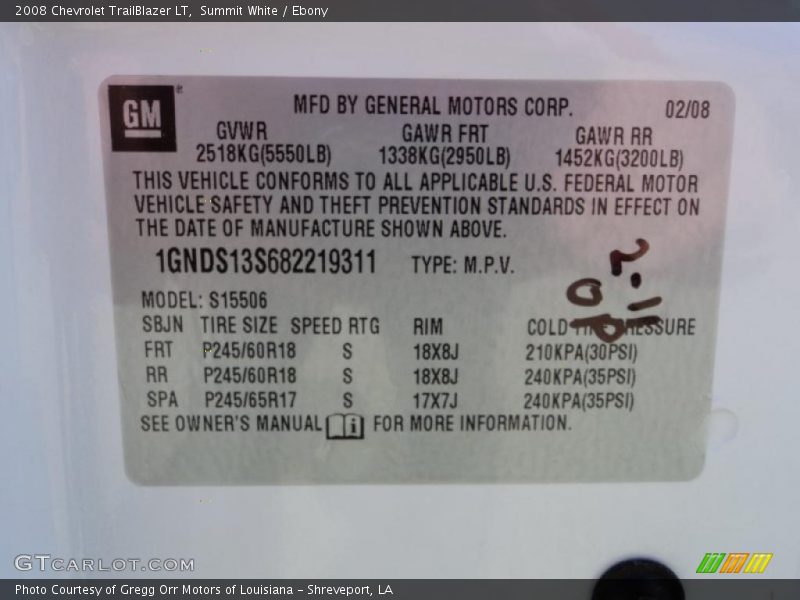 2008 Chevrolet TrailBlazer LT, Summit White / Ebony
GM MFD BY GENERAL MOTORS CORP. 02/08
GVWR GAWR FRT GAWR RR
2518KG(5550LB) 1338KG(2950LB) 1452KG(3200LB)
THIS VEHICLE CONFORMS TO ALL APPLICABLE U.S. FEDERAL MOTOR
VEHICLE SAFETY AND THEFT PREVENTION STANDARDS IN EFFECT ON
THE DATE OF MANUFACTURE SHOWN ABOVE.
1GNDS13S682219311 TYPE: M.P.V.
MODEL: S15506
SBJN TIRE SIZE SPEED RTG RIM COLD TIRE PRESSURE
FRT P245/60R18 S 18X8J 210KPA(30PSI)
RR P245/60R18 S 18X8J 240KPA(35PSI)
SPA P245/65R17 S 17X7J 240KPA(35PSI)
SEE OWNER'S MANUAL i FOR MORE INFORMATION.
GTCARLOT.COM
Photo Courtesy of Gregg Orr Motors of Louisiana – Shreveport, LA